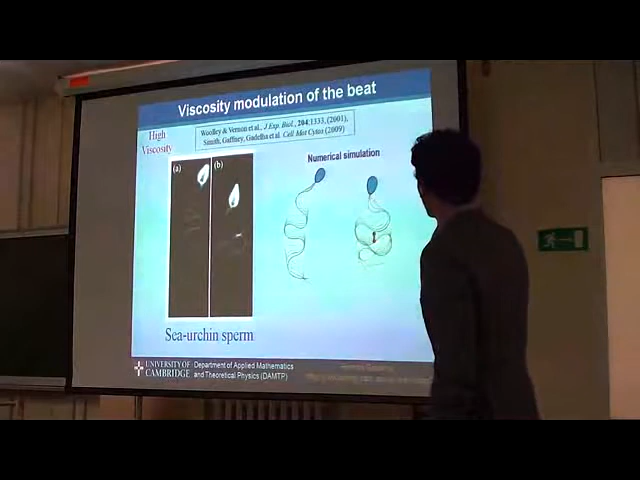 Viscosity modulation of the beat
High
Viscosity
Woolley & Vernon et al., J Exp. Biol., 204:1333, (2001),
Smith, Gaffney, Gadelha et al. Cell Mot Cytos (2009)
(a)
(b)
Numerical simulation
Sea-urchin sperm
UNIVERSITY OF
CAMBRIDGE
Department of Applied Mathematics
and Theoretical Physics (DAMTP)